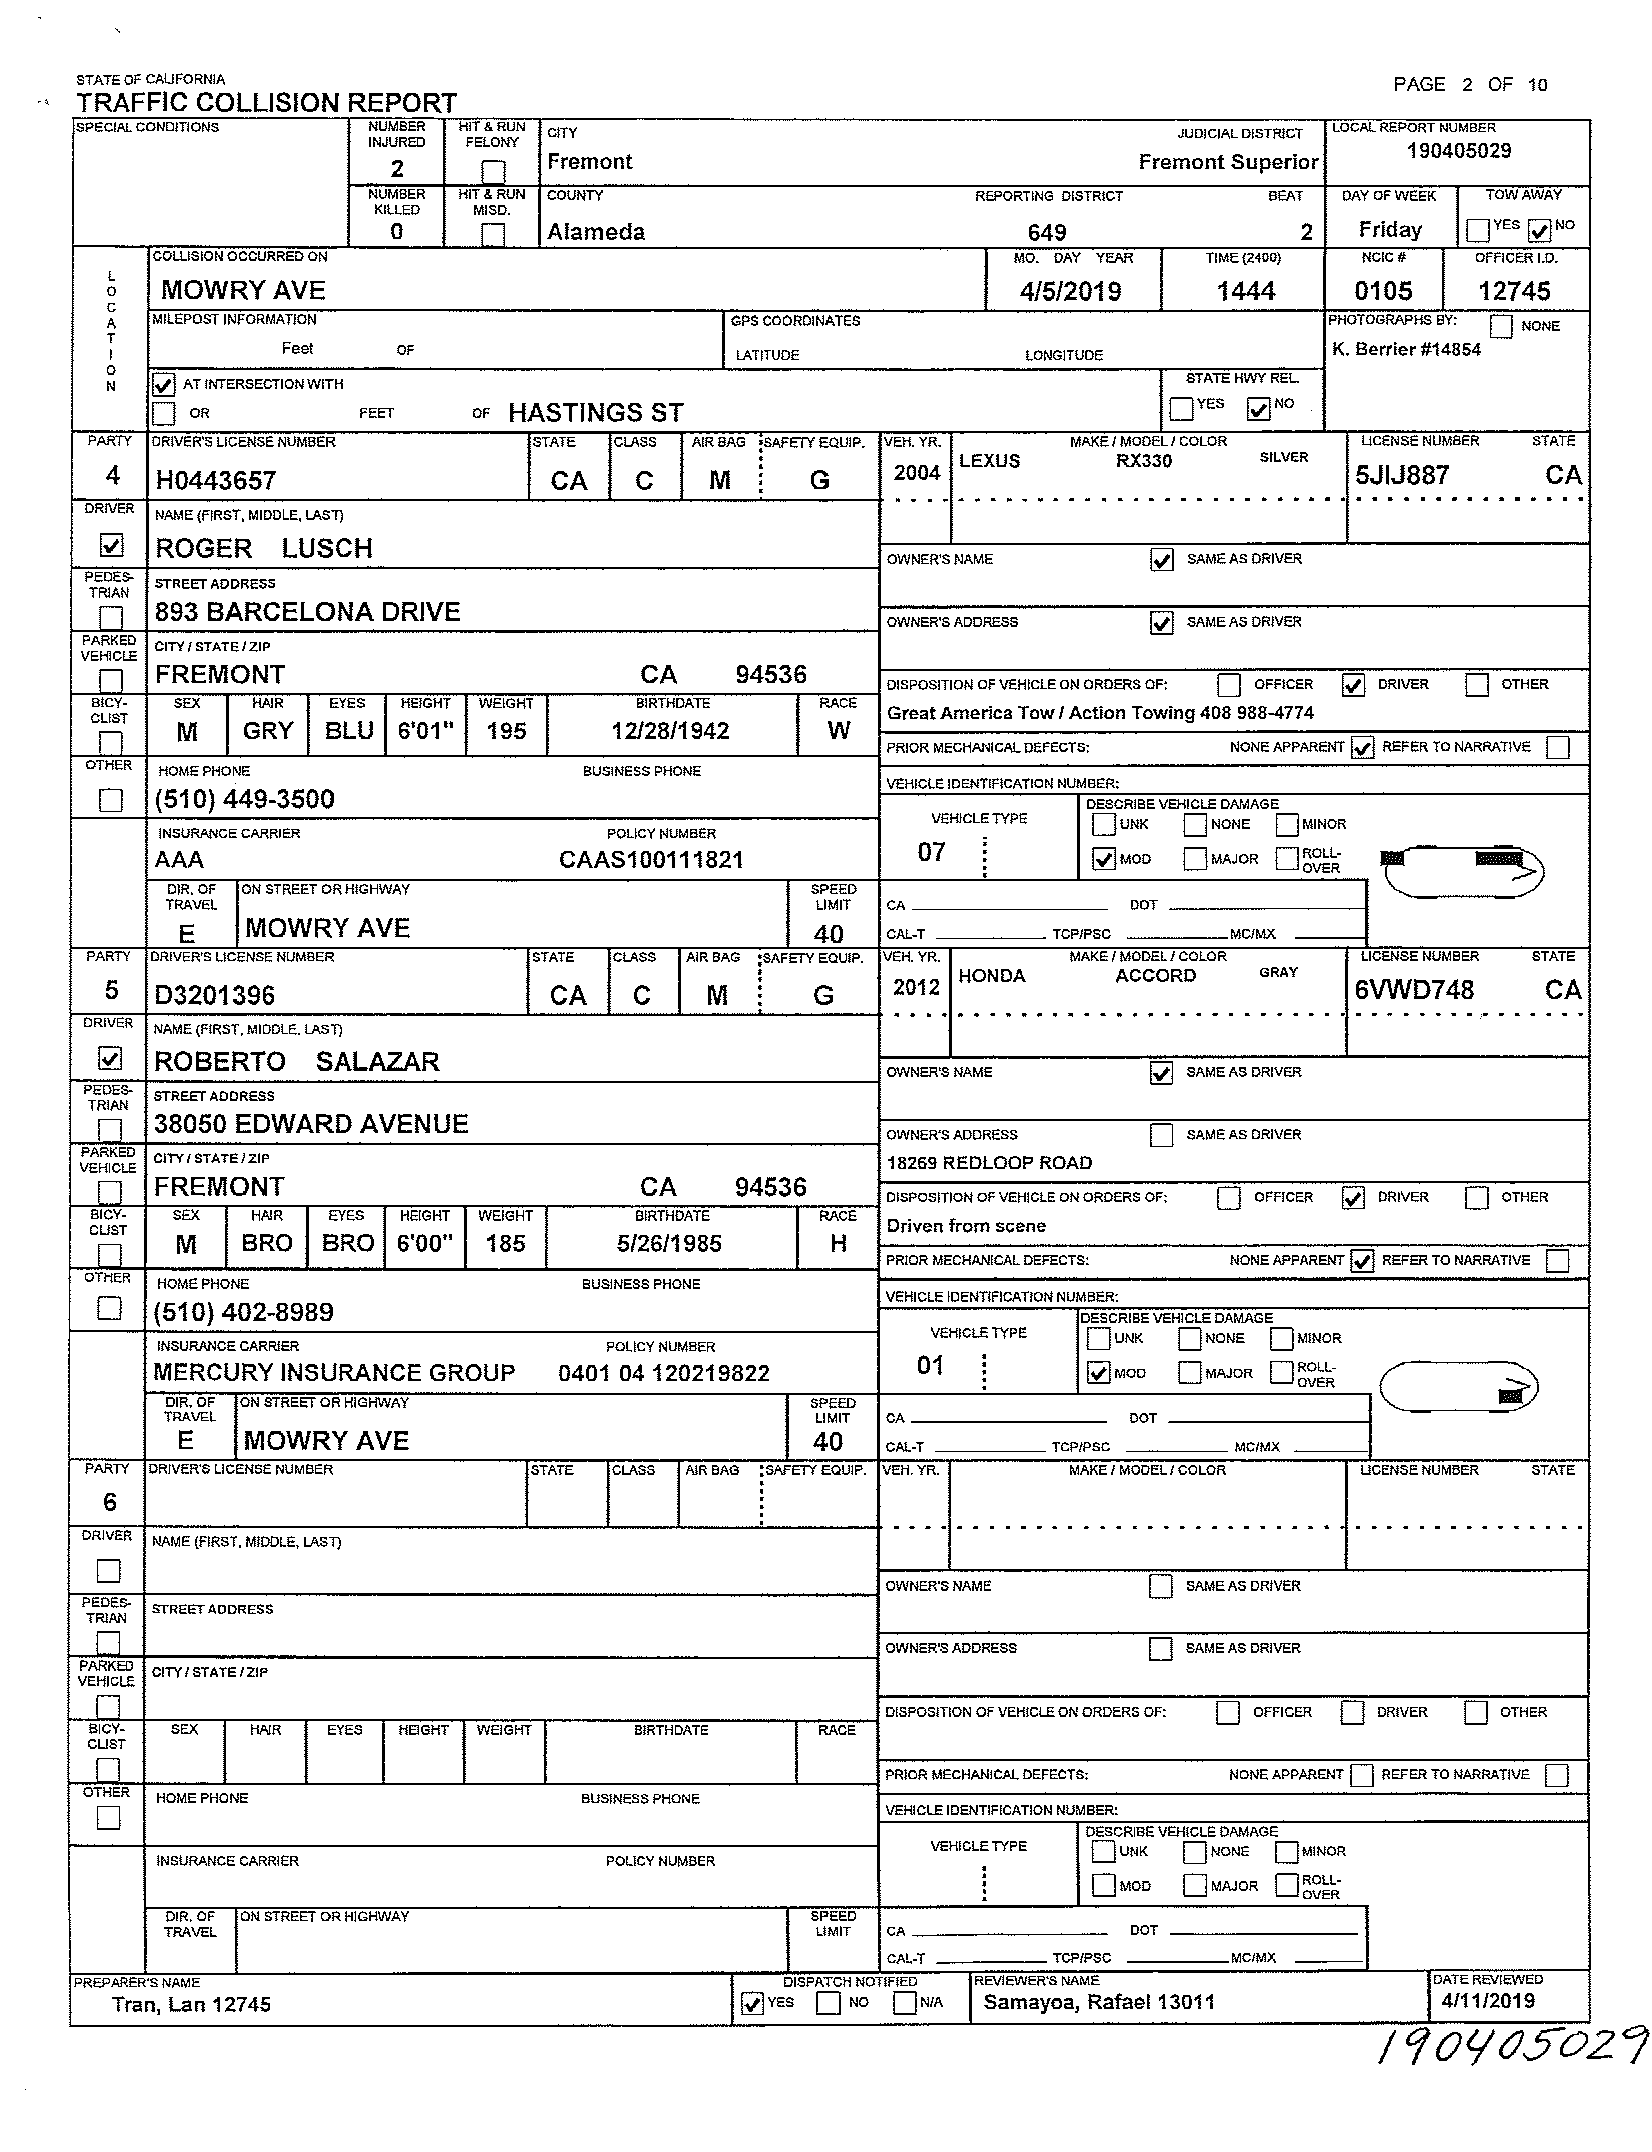 STATE OF CALIFORNIA
TRAFFIC COLLISION REPORT
PAGE 2 OF 10
SPECIAL CONDITIONS
NUMBER INJURED
2
HIT & RUN FELONY
CITY
Fremont
JUDICIAL DISTRICT
Fremont Superior
LOCAL REPORT NUMBER
190405029
NUMBER KILLED
0
HIT & RUN MISD.
COUNTY
Alameda
REPORTING DISTRICT
649
BEAT
2
DAY OF WEEK
Friday
TOW AWAY
YES NO
LOCATION
COLLISION OCCURRED ON
MOWRY AVE
MO. DAY YEAR
4/5/2019
TIME (2400)
1444
NCIC #
0105
OFFICER I.D.
12745
MILEPOST INFORMATION
Feet OF
GPS COORDINATES
LATITUDE LONGITUDE
PHOTOGRAPHS BY: NONE
K. Berrier #14854
AT INTERSECTION WITH
OR FEET OF HASTINGS ST
STATE HWY REL.
YES NO
PARTY
4
DRIVER'S LICENSE NUMBER
H0443657
STATE
CA
CLASS
C
AIR BAG
M
SAFETY EQUIP.
G
VEH. YR.
2004
MAKE / MODEL / COLOR
LEXUS RX330 SILVER
LICENSE NUMBER
5JIJ887
STATE
CA
DRIVER
NAME (FIRST, MIDDLE, LAST)
ROGER LUSCH
OWNER'S NAME SAME AS DRIVER
PEDES-TRIAN
STREET ADDRESS
893 BARCELONA DRIVE
OWNER'S ADDRESS SAME AS DRIVER
PARKED VEHICLE
CITY / STATE / ZIP
FREMONT CA 94536
DISPOSITION OF VEHICLE ON ORDERS OF: OFFICER DRIVER OTHER
Great America Tow / Action Towing 408 988-4774
BICY-CLIST
SEX HAIR EYES HEIGHT WEIGHT BIRTHDATE RACE
M GRY BLU 6'01" 195 12/28/1942 W
PRIOR MECHANICAL DEFECTS: NONE APPARENT REFER TO NARRATIVE
OTHER
HOME PHONE BUSINESS PHONE
(510) 449-3500
VEHICLE IDENTIFICATION NUMBER:
INSURANCE CARRIER POLICY NUMBER
AAA CAAS100111821
VEHICLE TYPE
07
DESCRIBE VEHICLE DAMAGE
UNK NONE MINOR
MOD MAJOR ROLL-OVER
DIR. OF TRAVEL
E
ON STREET OR HIGHWAY
MOWRY AVE
SPEED LIMIT
40
CA DOT
CAL-T TCP/PSC MC/MX
PARTY
5
DRIVER'S LICENSE NUMBER
D3201396
STATE
CA
CLASS
C
AIR BAG
M
SAFETY EQUIP.
G
VEH. YR.
2012
MAKE / MODEL / COLOR
HONDA ACCORD GRAY
LICENSE NUMBER
6VWD748
STATE
CA
DRIVER
NAME (FIRST, MIDDLE, LAST)
ROBERTO SALAZAR
OWNER'S NAME SAME AS DRIVER
PEDES-TRIAN
STREET ADDRESS
38050 EDWARD AVENUE
OWNER'S ADDRESS SAME AS DRIVER
18269 REDLOOP ROAD
PARKED VEHICLE
CITY / STATE / ZIP
FREMONT CA 94536
DISPOSITION OF VEHICLE ON ORDERS OF: OFFICER DRIVER OTHER
Driven from scene
BICY-CLIST
SEX HAIR EYES HEIGHT WEIGHT BIRTHDATE RACE
M BRO BRO 6'00" 185 5/26/1985 H
PRIOR MECHANICAL DEFECTS: NONE APPARENT REFER TO NARRATIVE
OTHER
HOME PHONE BUSINESS PHONE
(510) 402-8989
VEHICLE IDENTIFICATION NUMBER:
INSURANCE CARRIER POLICY NUMBER
MERCURY INSURANCE GROUP 0401 04 120219822
VEHICLE TYPE
01
DESCRIBE VEHICLE DAMAGE
UNK NONE MINOR
MOD MAJOR ROLL-OVER
DIR. OF TRAVEL
E
ON STREET OR HIGHWAY
MOWRY AVE
SPEED LIMIT
40
CA DOT
CAL-T TCP/PSC MC/MX
PARTY
6
DRIVER'S LICENSE NUMBER STATE CLASS AIR BAG SAFETY EQUIP. VEH. YR. MAKE / MODEL / COLOR LICENSE NUMBER STATE
DRIVER
NAME (FIRST, MIDDLE, LAST)
OWNER'S NAME SAME AS DRIVER
PEDES-TRIAN
STREET ADDRESS
OWNER'S ADDRESS SAME AS DRIVER
PARKED VEHICLE
CITY / STATE / ZIP
DISPOSITION OF VEHICLE ON ORDERS OF: OFFICER DRIVER OTHER
BICY-CLIST
SEX HAIR EYES HEIGHT WEIGHT BIRTHDATE RACE
PRIOR MECHANICAL DEFECTS: NONE APPARENT REFER TO NARRATIVE
OTHER
HOME PHONE BUSINESS PHONE
VEHICLE IDENTIFICATION NUMBER:
INSURANCE CARRIER POLICY NUMBER
VEHICLE TYPE
DESCRIBE VEHICLE DAMAGE
UNK NONE MINOR
MOD MAJOR ROLL-OVER
DIR. OF TRAVEL
ON STREET OR HIGHWAY
SPEED LIMIT
CA DOT
CAL-T TCP/PSC MC/MX
PREPARER'S NAME
Tran, Lan 12745
DISPATCH NOTIFIED
YES NO N/A
REVIEWER'S NAME
Samayoa, Rafael 13011
DATE REVIEWED
4/11/2019
190405029